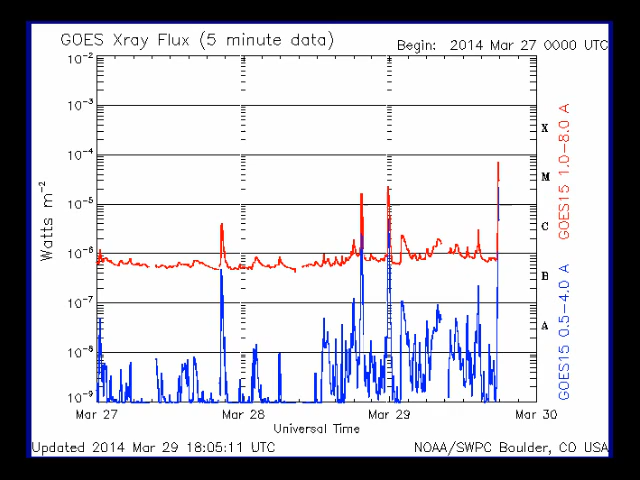 GOES Xray Flux (5 minute data)
Begin: 2014 Mar 27 0000 UTC
10⁻²
10⁻³
10⁻⁴
10⁻⁵
10⁻⁶
10⁻⁷
10⁻⁸
10⁻⁹
Watts m⁻²
X
M
C
B
A
GOES15 1.0−8.0 A
GOES15 0.5−4.0 A
Mar 27
Mar 28
Mar 29
Mar 30
Universal Time
Updated 2014 Mar 29 18:05:11 UTC
NOAA/SWPC Boulder, CO USA